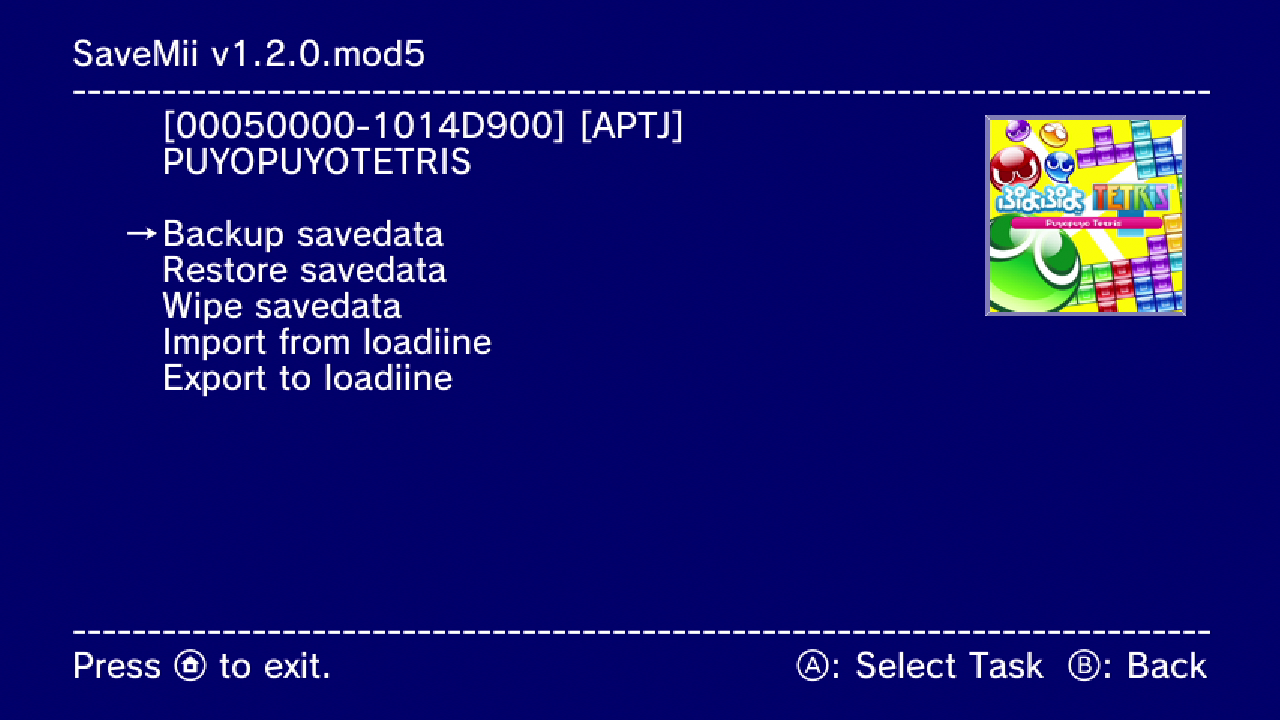 SaveMii v1.2.0.mod5
[00050000-1014D900] [APTJ]
PUYOPUYOTETRIS
ぷよぷよ TETRIS
Puyopuyo Tetris
→Backup savedata
Restore savedata
Wipe savedata
Import from loadiine
Export to loadiine
Press to exit.
Ⓐ: Select Task Ⓑ: Back